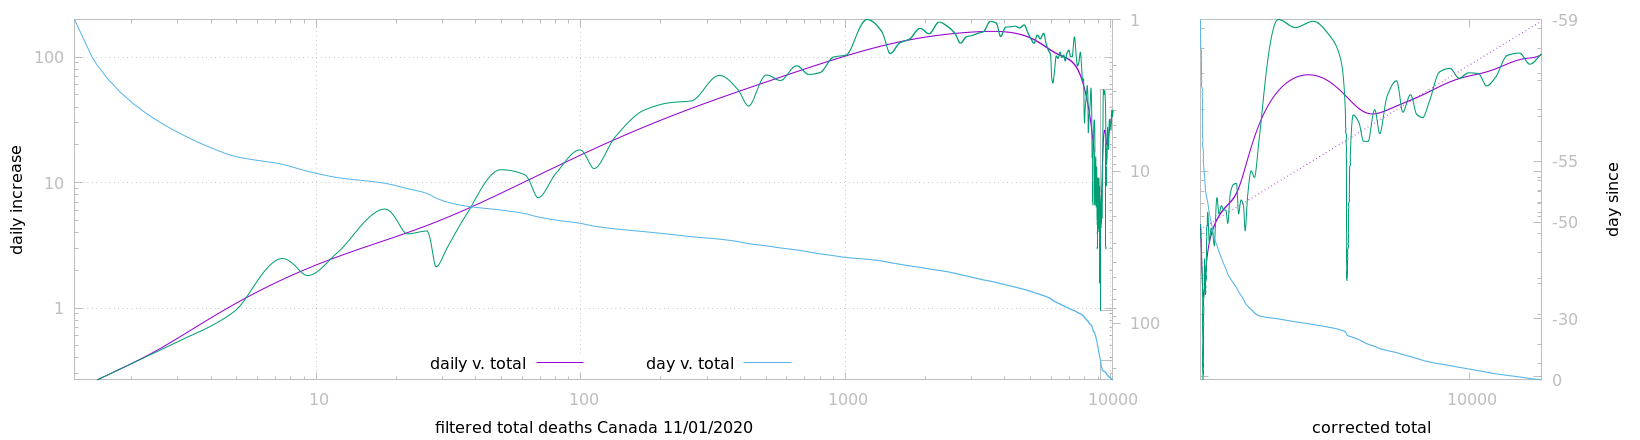 100
10
1
daily increase
daily v. total
day v. total
10
100
1000
10000
filtered total deaths Canada 11/01/2020
1
10
100
10000
corrected total
-59
-55
-50
-30
0
day since